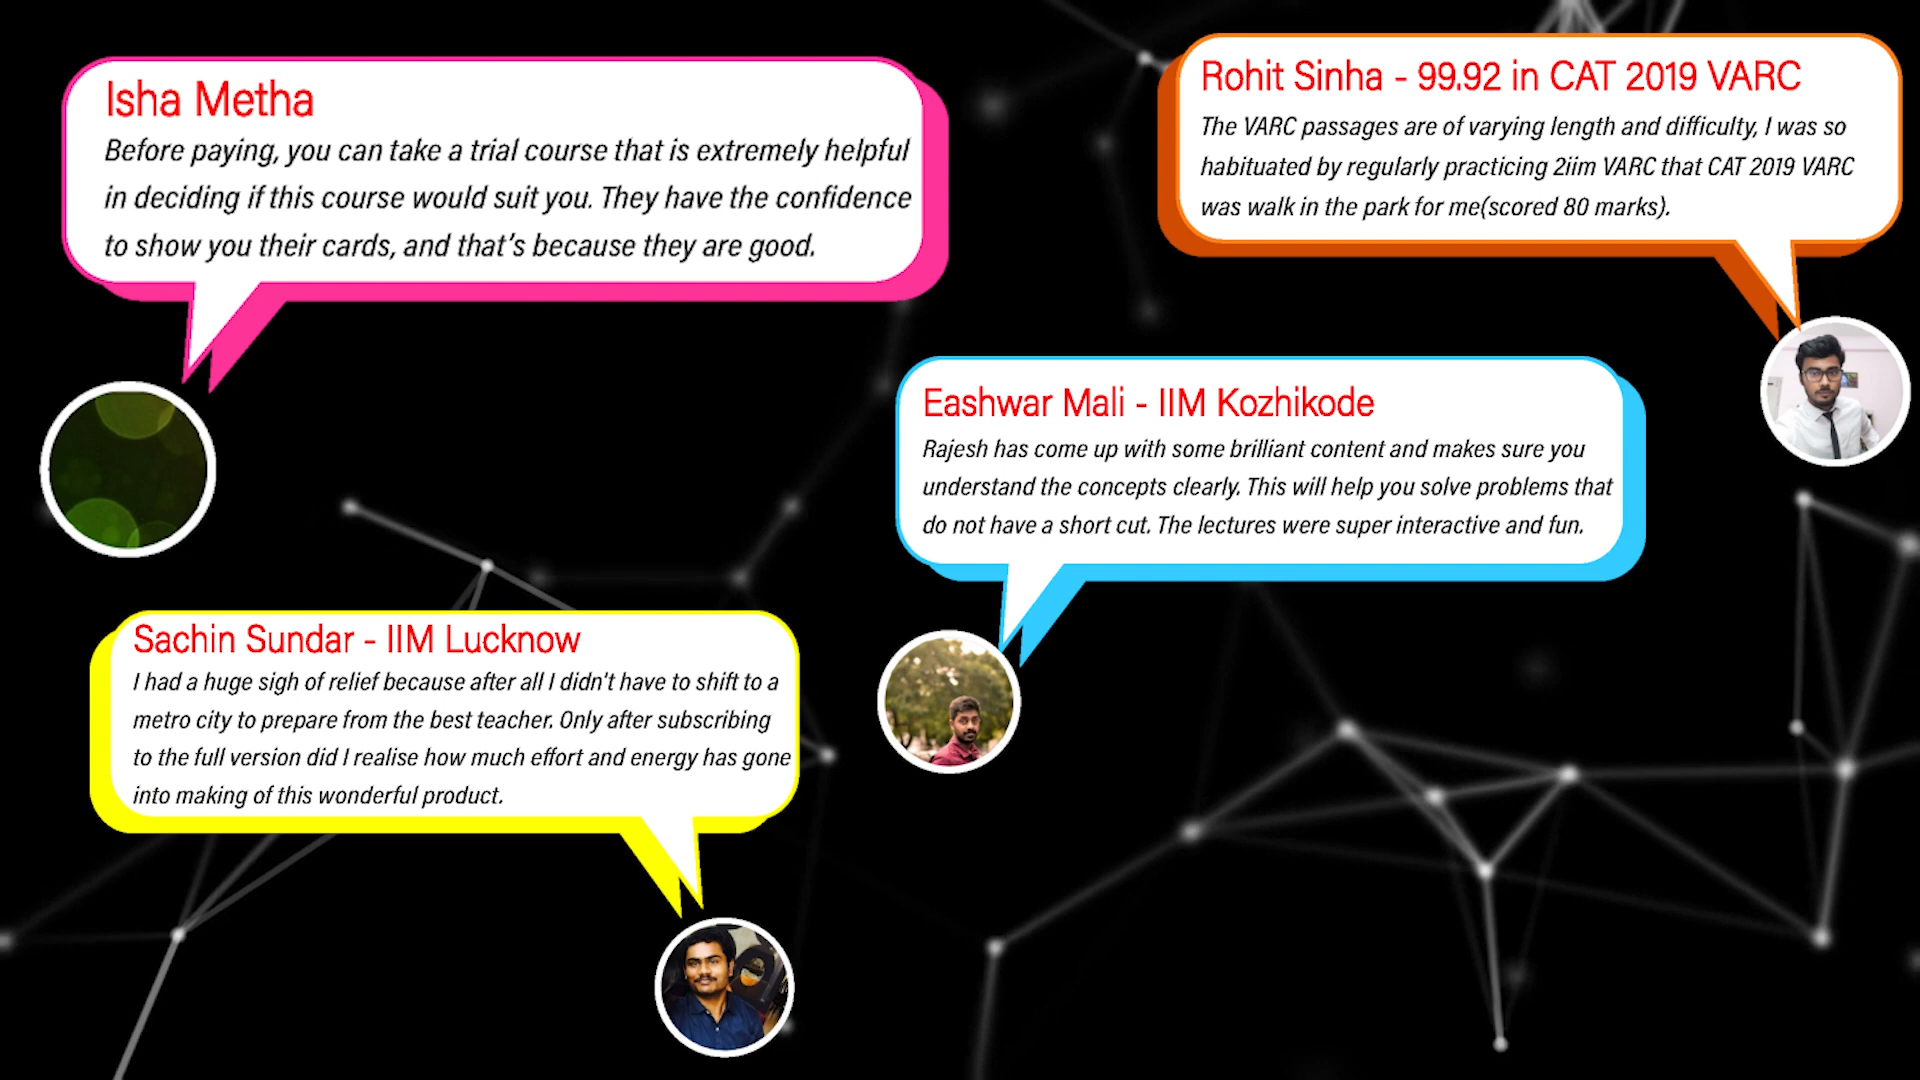 Isha Metha
Before paying, you can take a trial course that is extremely helpful
in deciding if this course would suit you. They have the confidence
to show you their cards, and that's because they are good.
Rohit Sinha - 99.92 in CAT 2019 VARC
The VARC passages are of varying length and difficulty, I was so
habituated by regularly practicing 2iim VARC that CAT 2019 VARC
was walk in the park for me(scored 80 marks).
Eashwar Mali - IIM Kozhikode
Rajesh has come up with some brilliant content and makes sure you
understand the concepts clearly. This will help you solve problems that
do not have a short cut. The lectures were super interactive and fun.
Sachin Sundar - IIM Lucknow
I had a huge sigh of relief because after all I didn't have to shift to a
metro city to prepare from the best teacher. Only after subscribing
to the full version did I realise how much effort and energy has gone
into making of this wonderful product.